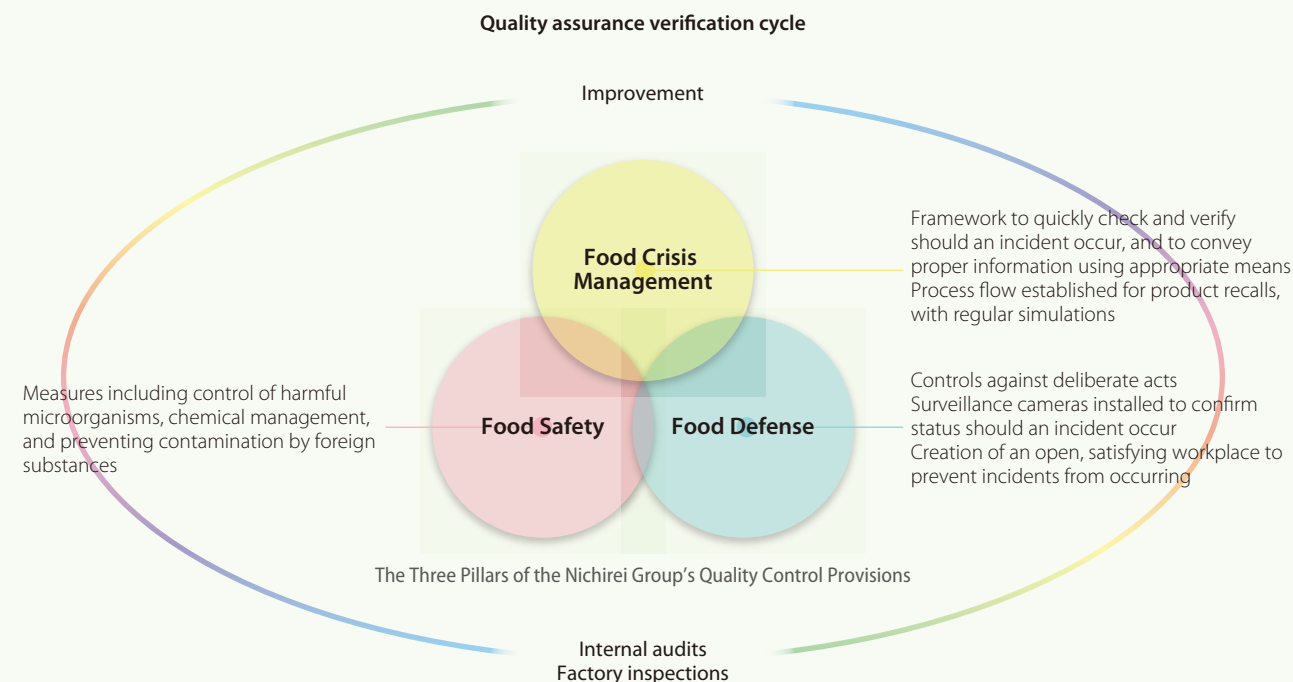 Quality assurance verification cycle
Improvement
Food Crisis
Management
Framework to quickly check and verify
should an incident occur, and to convey
proper information using appropriate means
Process flow established for product recalls,
with regular simulations
Measures including control of harmful
microorganisms, chemical management,
and preventing contamination by foreign
substances
Food Safety
Food Defense
Controls against deliberate acts
Surveillance cameras installed to confirm
status should an incident occur
Creation of an open, satisfying workplace to
prevent incidents from occurring
The Three Pillars of the Nichirei Group's Quality Control Provisions
Internal audits
Factory inspections